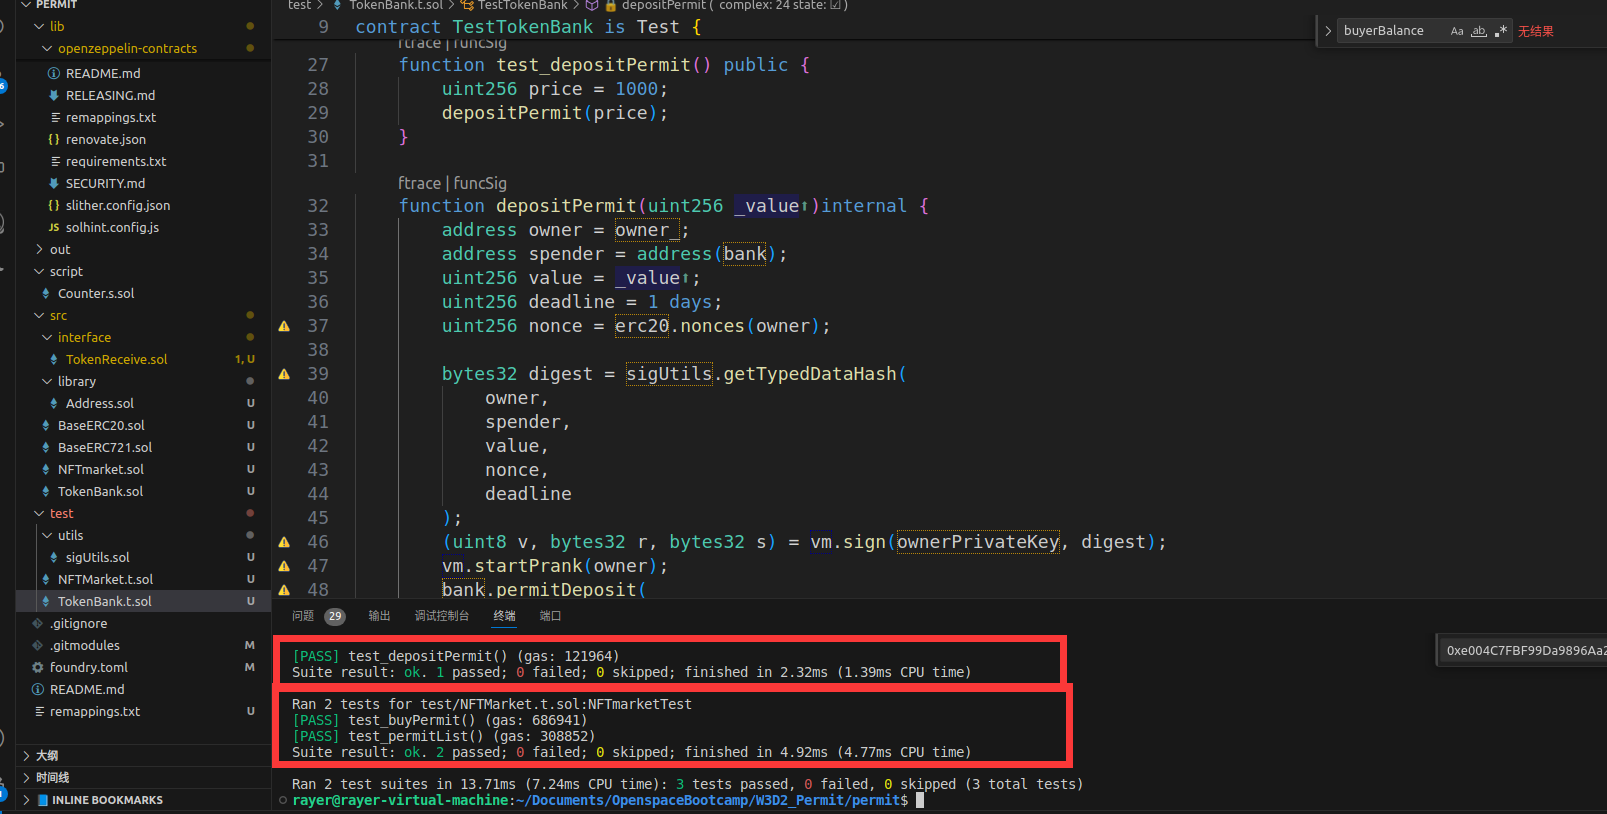 PERMIT
lib
openzeppelin-contracts
README.md
RELEASING.md
remappings.txt
renovate.json
requirements.txt
SECURITY.md
slither.config.json
JS solhint.config.js
out
script
Counter.s.sol
src
interface
TokenReceive.sol 1, U
library
Address.sol U
BaseERC20.sol U
BaseERC721.sol U
NFTmarket.sol U
TokenBank.sol U
test
utils
sigUtils.sol U
NFTMarket.t.sol U
TokenBank.t.sol U
.gitignore
.gitmodules M
foundry.toml M
README.md
remappings.txt U
大纲
时间线
INLINE BOOKMARKS
test > TokenBank.t.sol > TestTokenBank > depositPermit ( complex: 24 state: ☑ )
9 contract TestTokenBank is Test {
ftrace | funcSig
27 function test_depositPermit() public {
28 uint256 price = 1000;
29 depositPermit(price);
30 }
31
ftrace | funcSig
32 function depositPermit(uint256 _value⬆)internal {
33 address owner = owner_;
34 address spender = address(bank);
35 uint256 value = _value⬆;
36 uint256 deadline = 1 days;
37 uint256 nonce = erc20.nonces(owner);
38
39 bytes32 digest = sigUtils.getTypedDataHash(
40 owner,
41 spender,
42 value,
43 nonce,
44 deadline
45 );
46 (uint8 v, bytes32 r, bytes32 s) = vm.sign(ownerPrivateKey, digest);
47 vm.startPrank(owner);
48 bank.permitDeposit(
buyerBalance Aa ab .* 无结果
问题 29 输出 调试控制台 终端 端口
[PASS] test_depositPermit() (gas: 121964)
Suite result: ok. 1 passed; 0 failed; 0 skipped; finished in 2.32ms (1.39ms CPU time)
Ran 2 tests for test/NFTMarket.t.sol:NFTmarketTest
[PASS] test_buyPermit() (gas: 686941)
[PASS] test_permitList() (gas: 308852)
Suite result: ok. 2 passed; 0 failed; 0 skipped; finished in 4.92ms (4.77ms CPU time)
Ran 2 test suites in 13.71ms (7.24ms CPU time): 3 tests passed, 0 failed, 0 skipped (3 total tests)
rayer@rayer-virtual-machine:~/Documents/OpenspaceBootcamp/W3D2_Permit/permit$
0xe004C7FBF99Da9896Aa2